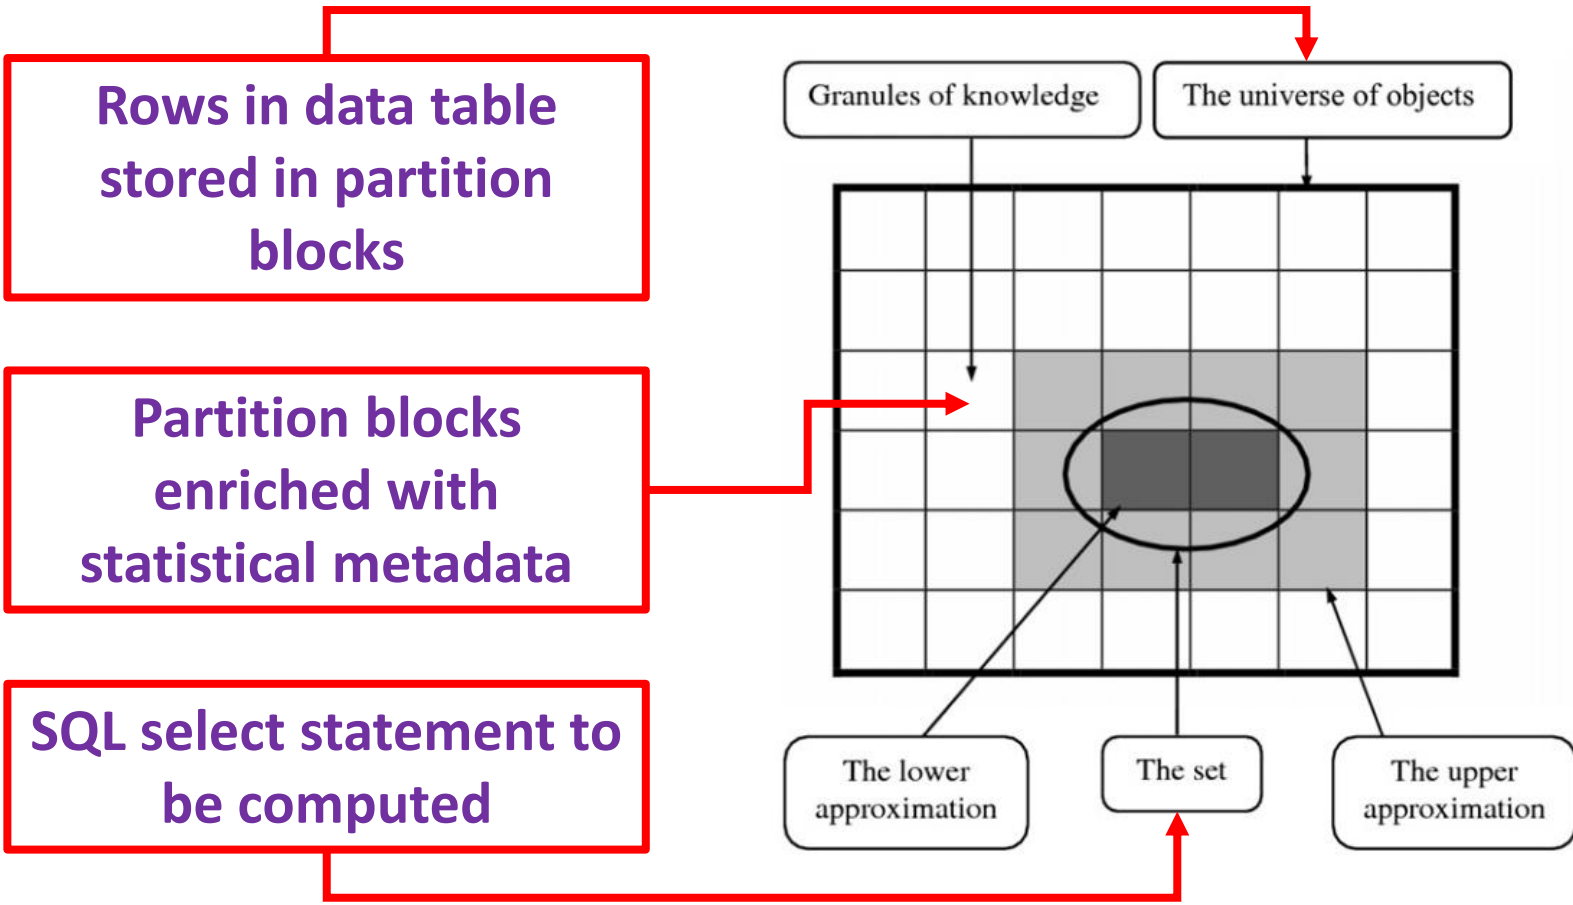 Rows in data table
stored in partition
blocks
Granules of knowledge
The universe of objects
Partition blocks
enriched with
statistical metadata
SQL select statement to
be computed
The lower
approximation
The set
The upper
approximation